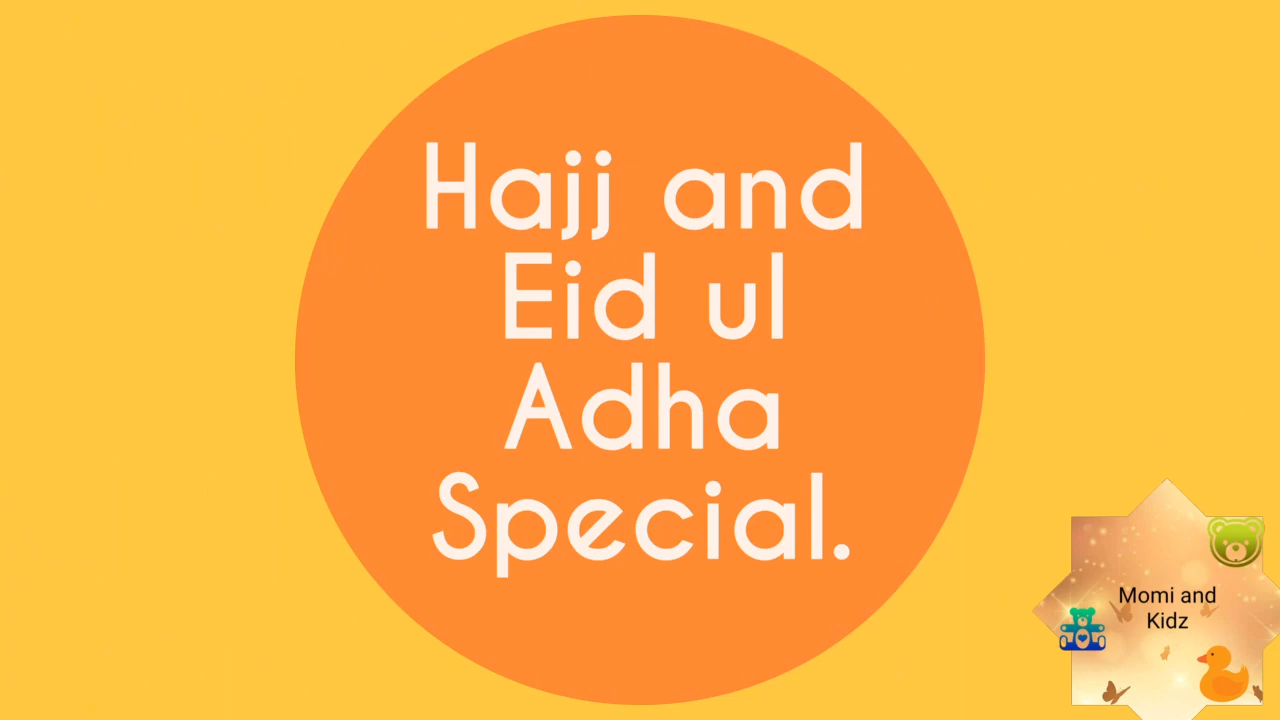 Hajj and
Eid ul
Adha
Special.
Momi and
Kidz